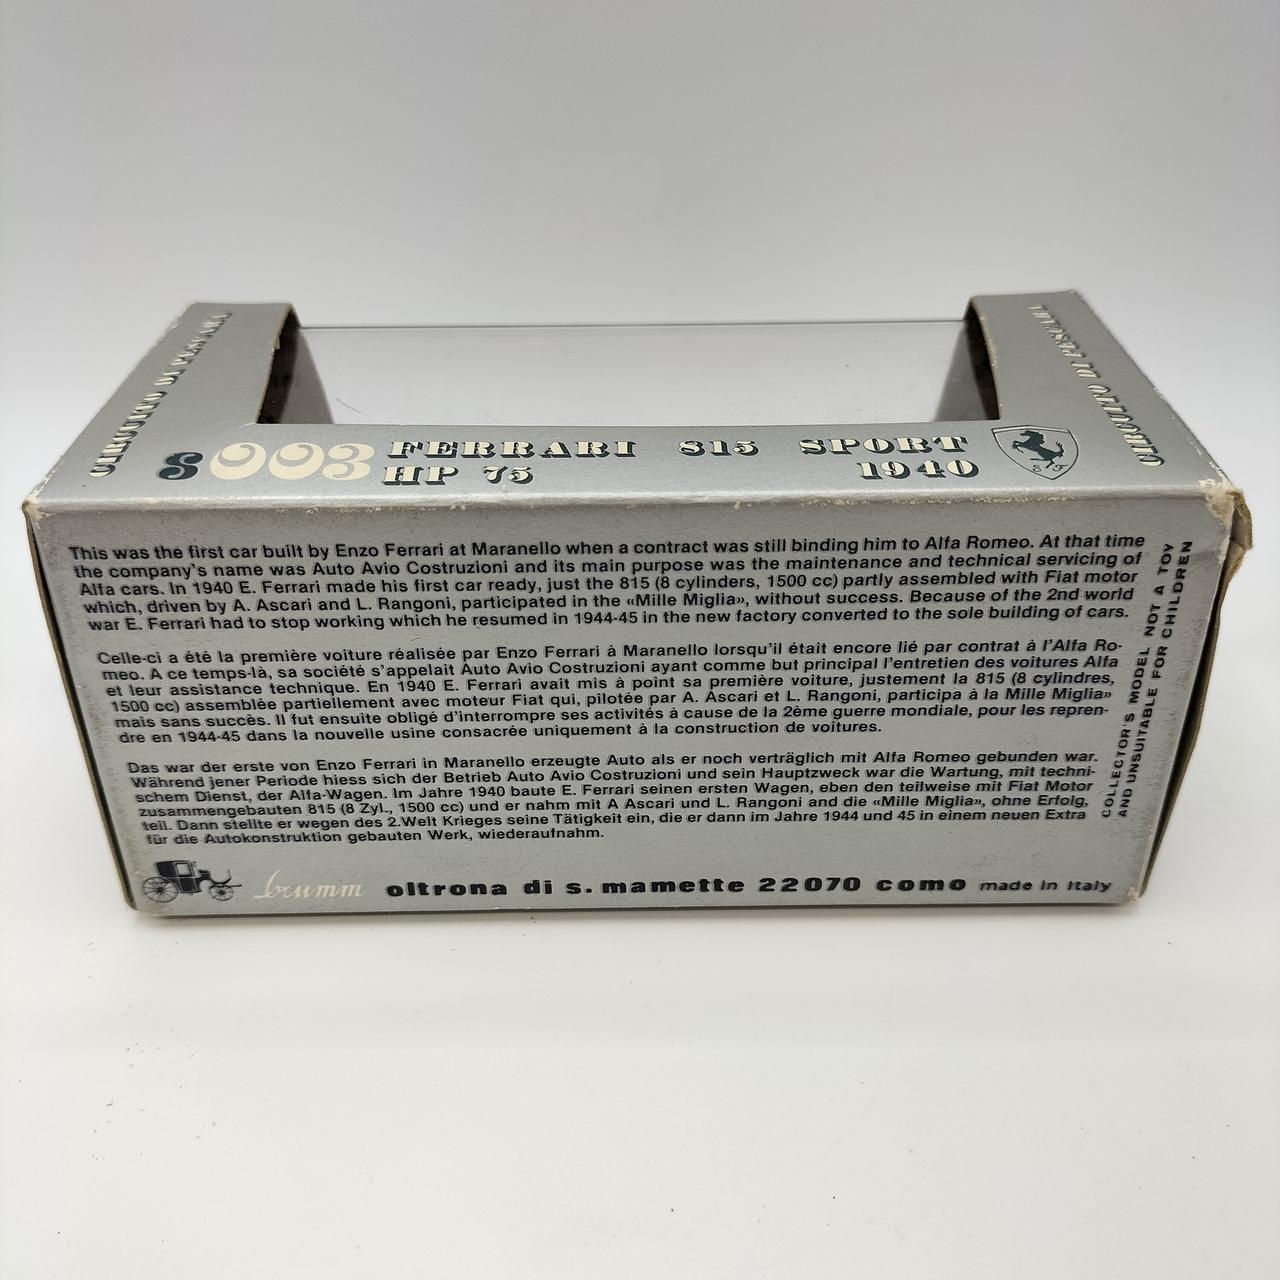 CIRCUITO DI PESCARA
CIRCUITO DI PESCARA
S003 FERRARI 815 SPORT
HP 75 1940
S F
This was the first car built by Enzo Ferrari at Maranello when a contract was still binding him to Alfa Romeo. At that time
the company's name was Auto Avio Costruzioni and its main purpose was the maintenance and technical servicing of
Alfa cars. In 1940 E. Ferrari made his first car ready, just the 815 (8 cylinders, 1500 cc) partly assembled with Fiat motor
which, driven by A. Ascari and L. Rangoni, participated in the «Mille Miglia», without success. Because of the 2nd world
war E. Ferrari had to stop working which he resumed in 1944-45 in the new factory converted to the sole building of cars.
Celle-ci a été la première voiture réalisée par Enzo Ferrari à Maranello lorsqu'il était encore lié par contrat à l'Alfa Ro-
meo. A ce temps-là, sa société s'appelait Auto Avio Costruzioni ayant comme but principal l'entretien des voitures Alfa
et leur assistance technique. En 1940 E. Ferrari avait mis à point sa première voiture, justement la 815 (8 cylindres,
1500 cc) assemblée partiellement avec moteur Fiat qui, pilotée par A. Ascari et L. Rangoni, participa à la Mille Miglia»
mais sans succès. Il fut ensuite obligé d'interrompre ses activités à cause de la 2ème guerre mondiale, pour les repren-
dre en 1944-45 dans la nouvelle usine consacrée uniquement à la construction de voitures.
Das war der erste von Enzo Ferrari in Maranello erzeugte Auto als er noch verträglich mit Alfa Romeo gebunden war.
Während jener Periode hiess sich der Betrieb Auto Avio Costruzioni und sein Hauptzweck war die Wartung, mit techni-
schem Dienst, der Alfa-Wagen. Im Jahre 1940 baute E. Ferrari seinen ersten Wagen, eben den teilweise mit Fiat Motor
zusammengebauten 815 (8 Zyl., 1500 cc) und er nahm mit A Ascari und L. Rangoni and die «Mille Miglia», ohne Erfolg,
teil. Dann stellte er wegen des 2.Welt Krieges seine Tätigkeit ein, die er dann im Jahre 1944 und 45 in einem neuen Extra
für die Autokonstruktion gebauten Werk, wiederaufnahm.
COLLECTOR'S MODEL NOT A TOY
AND UNSUITABLE FOR CHILDREN
brumm oltrona di s. mamette 22070 como made in Italy